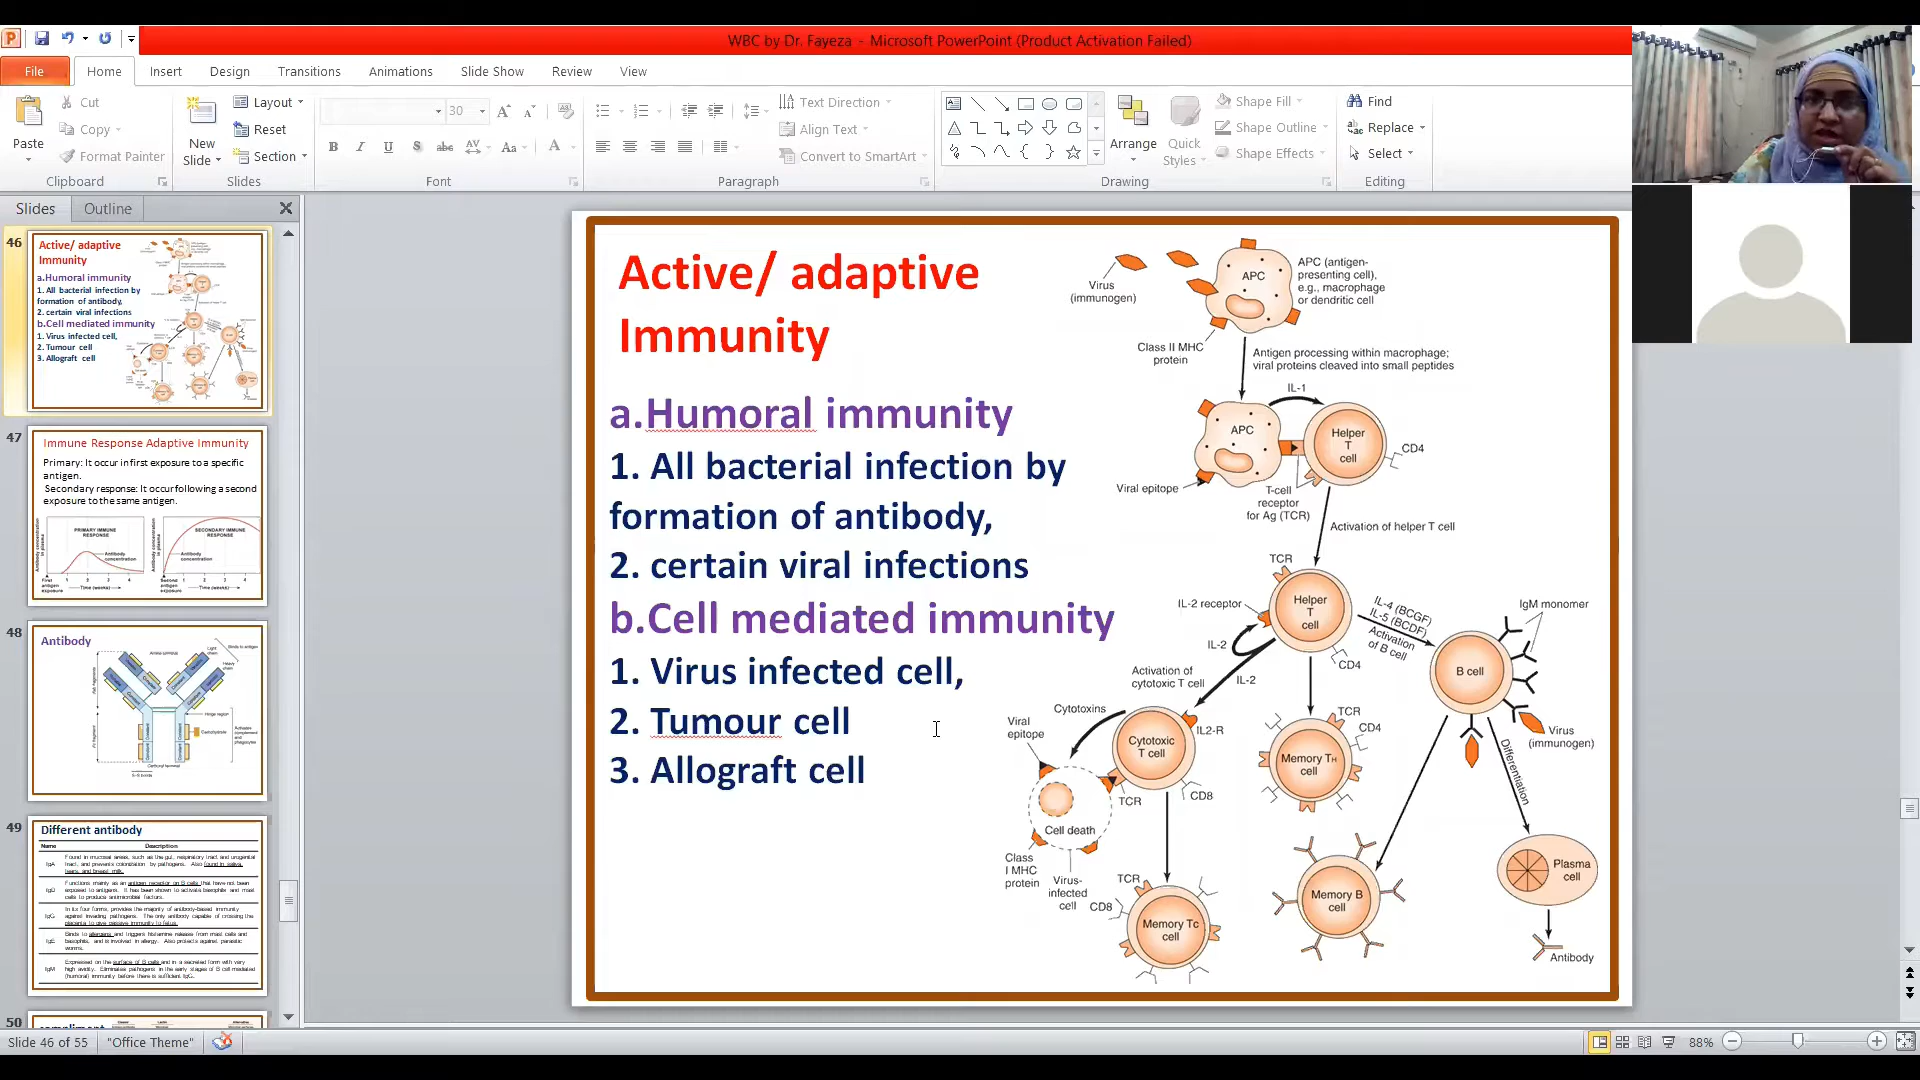 WBC by Dr. Fayeza - Microsoft PowerPoint (Product Activation Failed)
File Home Insert Design Transitions Animations Slide Show Review View
Paste
Cut
Copy
Format Painter
Clipboard
New
Slide
Layout
Reset
Section
Slides
30
Font
Text Direction
Align Text
Convert to SmartArt
Paragraph
Arrange
Quick
Styles
Shape Fill
Shape Outline
Shape Effects
Drawing
Find
Replace
Select
Editing
Slides Outline
46
Active/ adaptive
Immunity
a.Humoral immunity
1. All bacterial infection by
formation of antibody,
2. certain viral infections
b.Cell mediated immunity
1. Virus infected cell,
2. Tumour cell
3. Allograft cell
47
Immune Response Adaptive Immunity
Primary: It occur in first exposure to a specific
antigen.
Secondary response: It occur following a second
exposure to the same antigen.
PRIMARY IMMUNE
RESPONSE
SECONDARY IMMUNE
RESPONSE
48
Antibody
49
Different antibody
Name Description
IgA
IgD
IgG
IgE
IgM
50
Active/ adaptive
Immunity
a.Humoral immunity
1. All bacterial infection by
formation of antibody,
2. certain viral infections
b.Cell mediated immunity
1. Virus infected cell,
2. Tumour cell
3. Allograft cell
Virus
(immunogen)
APC
APC (antigen-
presenting cell),
e.g., macrophage
or dendritic cell
Class II MHC
protein
Antigen processing within macrophage;
viral proteins cleaved into small peptides
IL-1
APC
Helper
T
cell
CD4
Viral epitope
T-cell
receptor
for Ag (TCR)
Activation of helper T cell
TCR
IL-2 receptor
Helper
T
cell
IL-4 (BCGF)
IL-5 (BCDF)
Activation
of B cell
IgM monomer
IL-2
CD4
B cell
Activation of
cytotoxic T cell
IL-2
Cytotoxins
Viral
epitope
Cytotoxic
T cell
IL2-R
TCR
CD4
Memory TH
cell
Virus
(immunogen)
Differentiation
TCR
CD8
Cell death
Class
I MHC
protein
Virus-
infected
cell
TCR
CD8
Memory Tc
cell
Memory B
cell
Plasma
cell
Antibody
Slide 46 of 55 "Office Theme" 88%